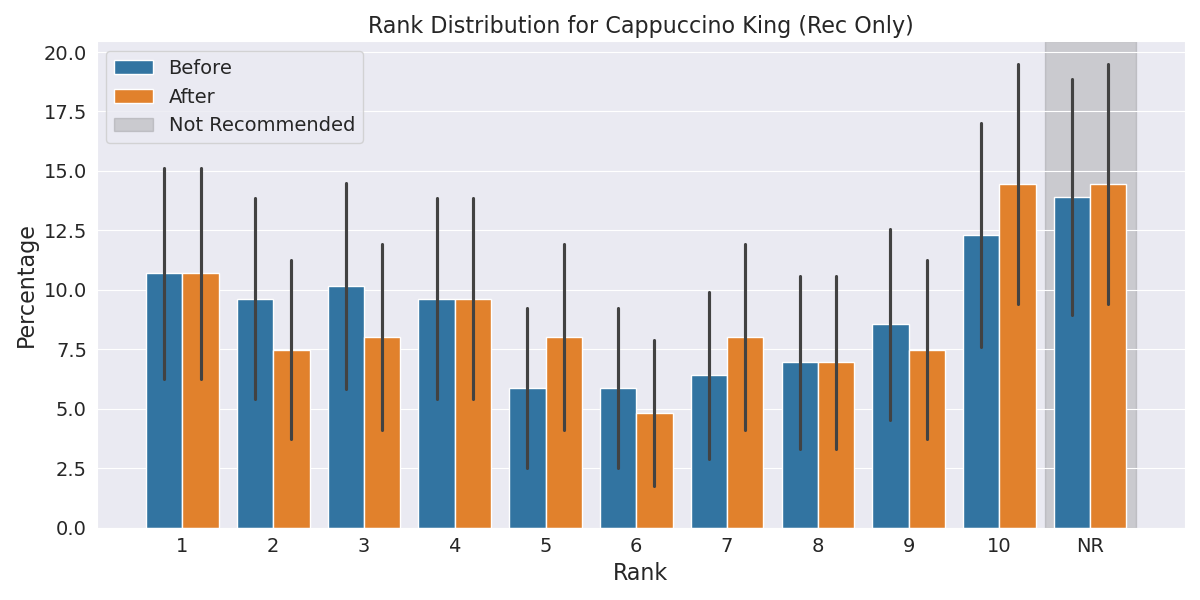 Rank Distribution for Cappuccino King (Rec Only)
Before
After
Not Recommended
Percentage
20.0
17.5
15.0
12.5
10.0
7.5
5.0
2.5
0.0
1 2 3 4 5 6 7 8 9 10 NR
Rank